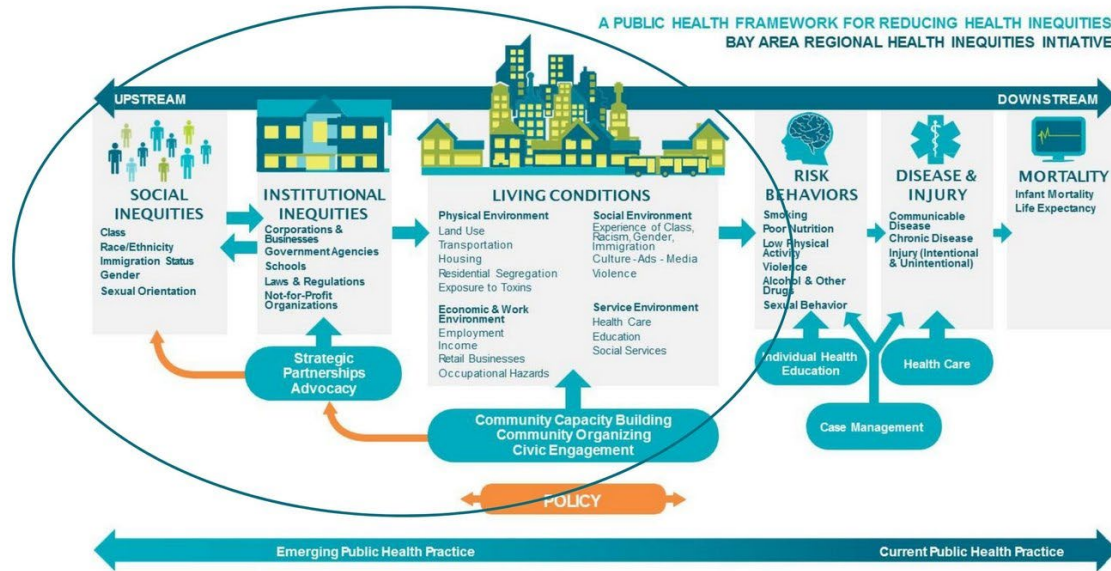 A PUBLIC HEALTH FRAMEWORK FOR REDUCING HEALTH INEQUITIES
BAY AREA REGIONAL HEALTH INEQUITIES INTIATIVE
UPSTREAM
DOWNSTREAM
SOCIAL
INEQUITIES
Class
Race/Ethnicity
Immigration Status
Gender
Sexual Orientation
INSTITUTIONAL
INEQUITIES
Corporations &
Businesses
Government Agencies
Schools
Laws & Regulations
Not-for-Profit
Organizations
Strategic
Partnerships
Advocacy
LIVING CONDITIONS
Physical Environment
Land Use
Transportation
Housing
Residential Segregation
Exposure to Toxins
Economic & Work
Environment
Employment
Income
Retail Businesses
Occupational Hazards
Social Environment
Experience of Class,
Racism, Gender,
Immigration
Culture - Ads - Media
Violence
Service Environment
Health Care
Education
Social Services
Community Capacity Building
Community Organizing
Civic Engagement
RISK
BEHAVIORS
Smoking
Poor Nutrition
Low Physical
Activity
Violence
Alcohol & Other
Drugs
Sexual Behavior
Individual Health
Education
DISEASE &
INJURY
Communicable
Disease
Chronic Disease
Injury (Intentional
& Unintentional)
Health Care
Case Management
MORTALITY
Infant Mortality
Life Expectancy
POLICY
Emerging Public Health Practice
Current Public Health Practice